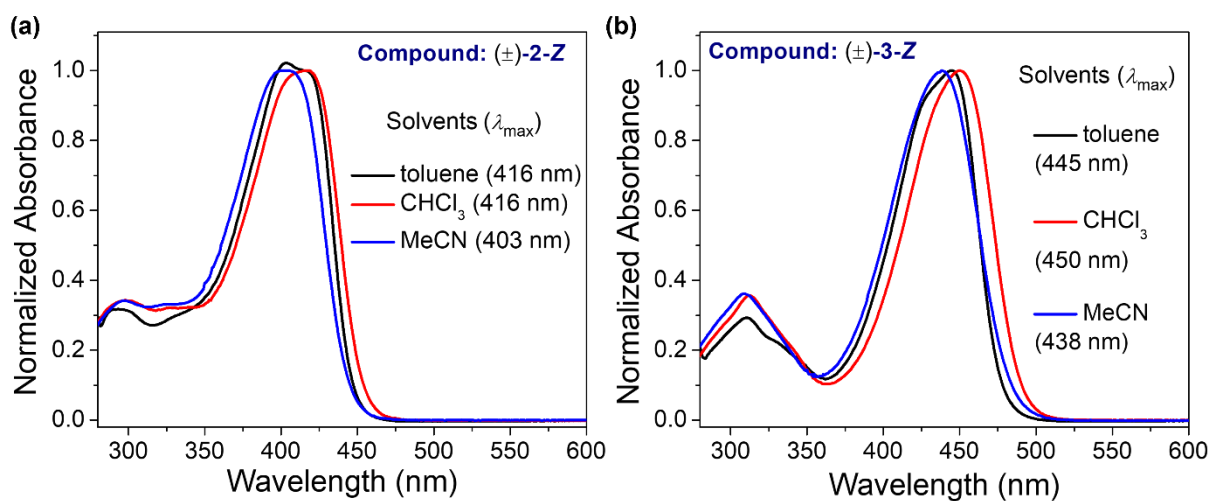 (a)
Compound: (±)-2-Z
Solvents (λmax)
toluene (416 nm)
CHCl3 (416 nm)
MeCN (403 nm)
Normalized Absorbance
1.0
0.8
0.6
0.4
0.2
0.0
300 350 400 450 500 550 600
Wavelength (nm)
(b)
Compound: (±)-3-Z
Solvents (λmax)
toluene
(445 nm)
CHCl3
(450 nm)
MeCN
(438 nm)
Normalized Absorbance
1.0
0.8
0.6
0.4
0.2
0.0
300 350 400 450 500 550 600
Wavelength (nm)